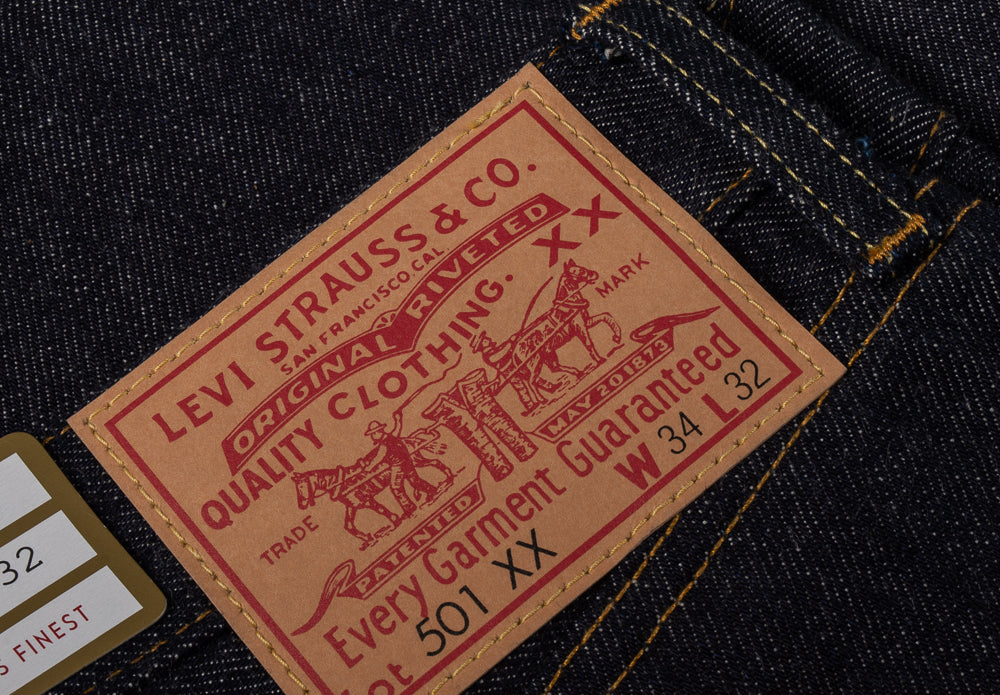 LEVI STRAUSS & CO.
SAN FRANCISCO, CAL
ORIGINAL RIVETED
QUALITY CLOTHING. XX
TRADE MARK
PATENTED MAY 20 1873
Every Garment Guaranteed
W 34 L 32
ot 501 XX
32
S FINEST